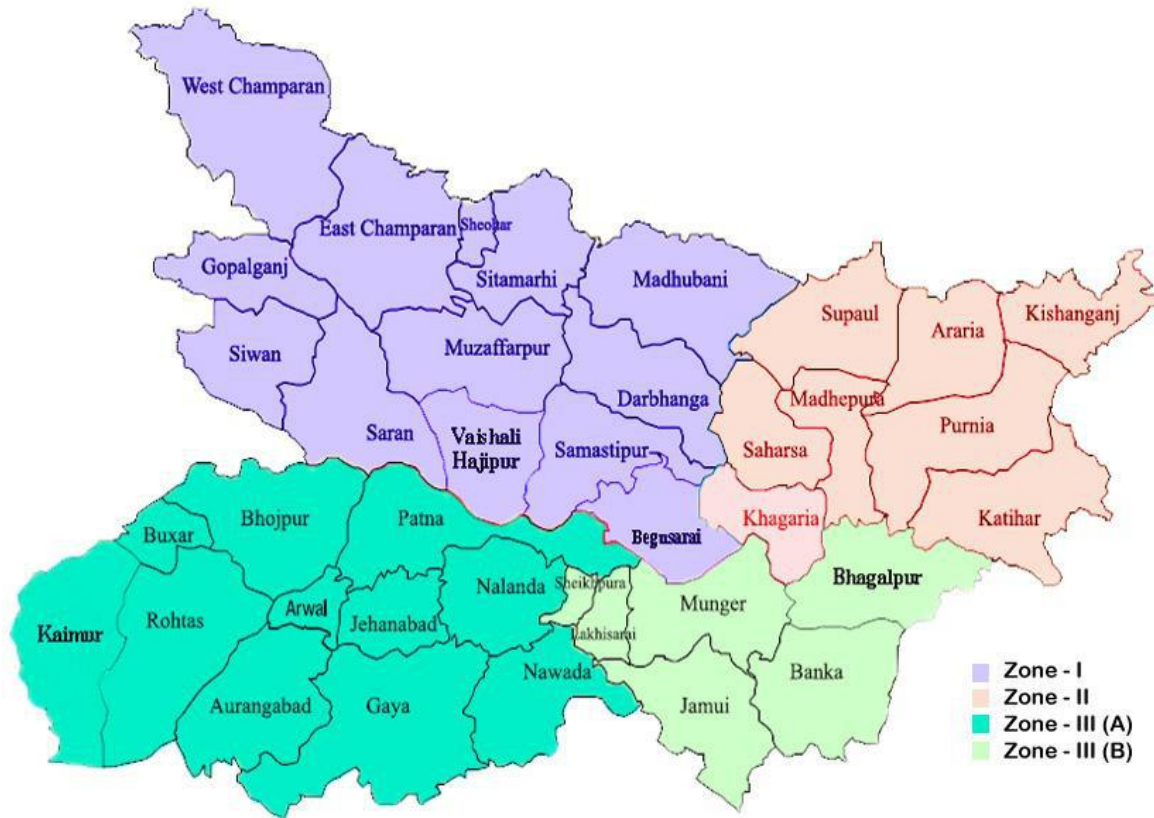 West Champaran
East Champaran
Sheohar
Sitamarhi
Gopalganj
Madhubani
Siwan
Muzaffarpur
Darbhanga
Saran
Vaishali
Hajipur
Samastipur
Begusarai
Supaul
Araria
Kishanganj
Madhepura
Purnia
Saharsa
Khagaria
Katihar
Buxar
Bhojpur
Patna
Nalanda
Sheikhpura
Lakhisarai
Munger
Bhagalpur
Kaimur
Rohtas
Arwal
Jehanabad
Nawada
Aurangabad
Gaya
Jamui
Banka
Zone - I
Zone - II
Zone - III (A)
Zone - III (B)